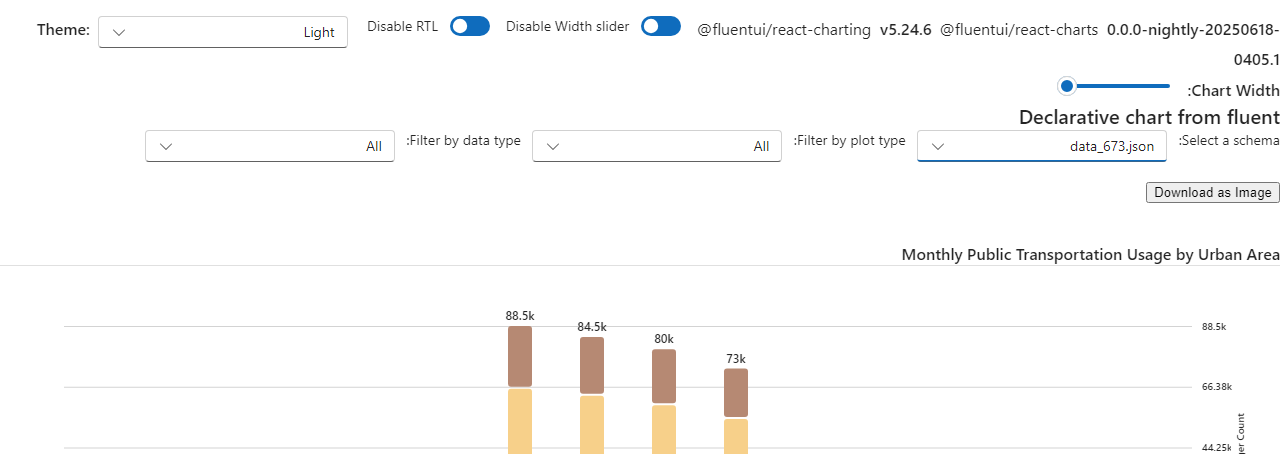 Theme: Light Disable RTL Disable Width slider @fluentui/react-charting v5.24.6 @fluentui/react-charts 0.0.0-nightly-20250618-
0405.1
:Chart Width
Declarative chart from fluent
:Select a schema data_673.json :Filter by plot type All :Filter by data type All
Download as Image
Monthly Public Transportation Usage by Urban Area
88.5k
84.5k
80k
73k
88.5k
66.38k
44.25k
Count